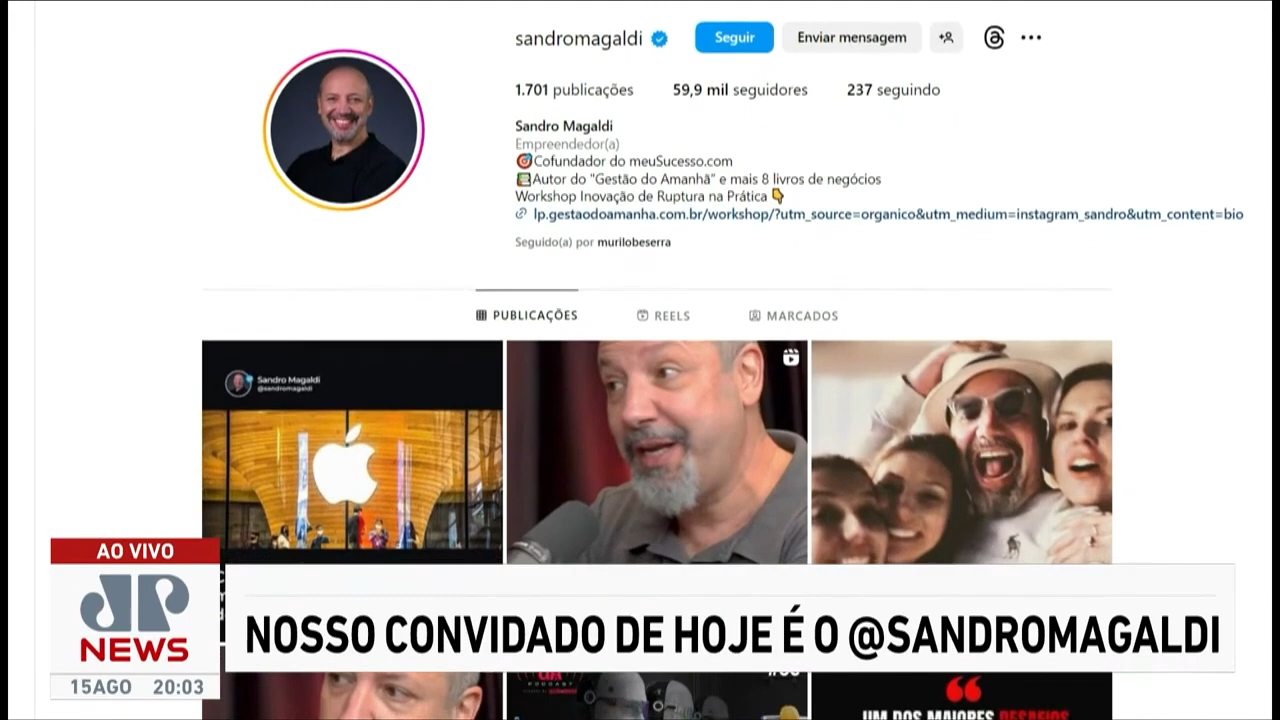 sandromagaldi
Seguir
Enviar mensagem
1.701 publicações
59,9 mil seguidores
237 seguindo
Sandro Magaldi
Empreendedor(a)
Cofundador do meuSucesso.com
Autor do "Gestão do Amanhã" e mais 8 livros de negócios
Workshop Inovação de Ruptura na Prática
lp.gestaodoamanha.com.br/workshop/?utm_source=organico&utm_medium=instagram_sandro&utm_content=bio
Seguido(a) por murilobeserra
PUBLICAÇÕES
REELS
MARCADOS
Sandro Magaldi
@sandromagaldi
AO VIVO
JP
NEWS
15AGO 20:03
NOSSO CONVIDADO DE HOJE É O @SANDROMAGALDI
PODCAST
UM DOS MAIORES DESAFIOS